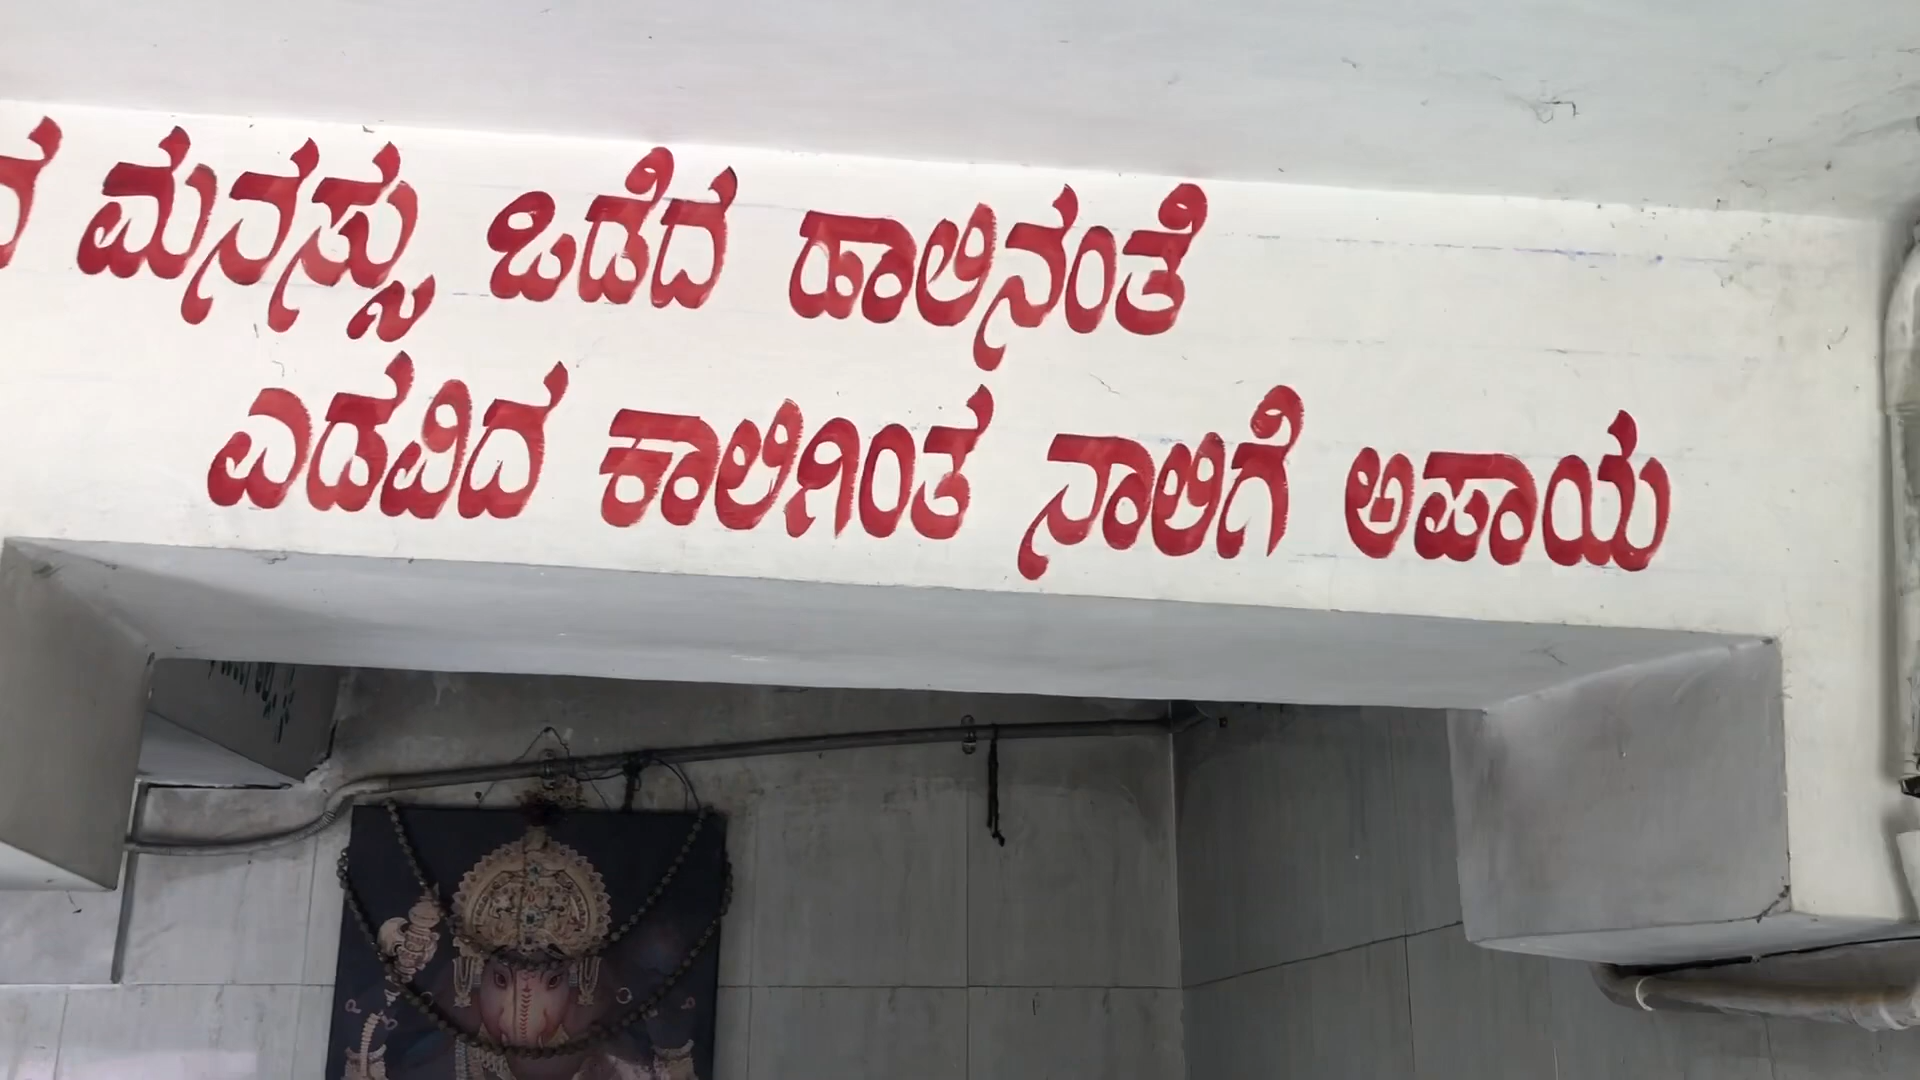 ಮನಸ್ಸು ಒಡೆದ ಹಾಲಿನಂತೆ
ಎಡವಿದ ಕಾಲಿಗಿಂತ ನಾಲಿಗೆ ಅಪಾಯ